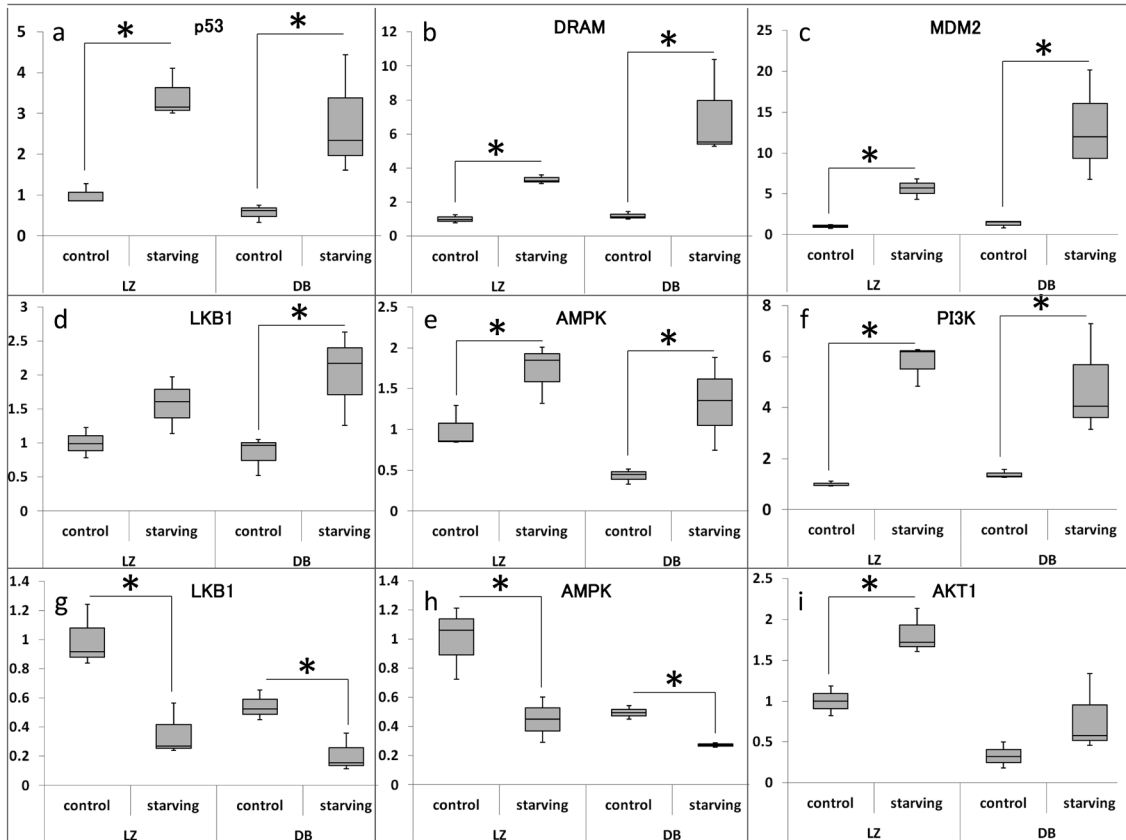 a p53
*
*
5
4
3
2
1
0
control starving control starving
LZ DB
b DRAM
*
*
12
10
8
6
4
2
0
control starving control starving
LZ DB
c MDM2
*
*
25
20
15
10
5
0
control starving control starving
LZ DB
d LKB1
*
3
2.5
2
1.5
1
0.5
0
control starving control starving
LZ DB
e AMPK
*
*
2.5
2
1.5
1
0.5
0
control starving control starving
LZ DB
f PI3K
*
*
8
6
4
2
0
control starving control starving
LZ DB
g LKB1
*
*
1.4
1.2
1
0.8
0.6
0.4
0.2
0
control starving control starving
LZ DB
h AMPK
*
*
1.4
1.2
1
0.8
0.6
0.4
0.2
0
control starving control starving
LZ DB
i AKT1
*
2.5
2
1.5
1
0.5
0
control starving control starving
LZ DB